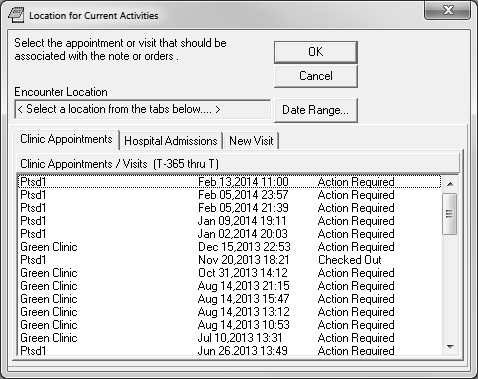 Location for Current Activities
Select the appointment or visit that should be
associated with the note or orders .
OK
Cancel
Encounter Location
< Select a location from the tabs below.... >
Date Range...
Clinic Appointments Hospital Admissions New Visit
Clinic Appointments / Visits (T-365 thru T)
Ptsd1 Feb 13,2014 11:00 Action Required
Ptsd1 Feb 05,2014 23:57 Action Required
Ptsd1 Feb 05,2014 21:39 Action Required
Ptsd1 Jan 09,2014 19:11 Action Required
Ptsd1 Jan 02,2014 20:03 Action Required
Green Clinic Dec 15,2013 22:53 Action Required
Ptsd1 Nov 20,2013 18:21 Checked Out
Green Clinic Oct 31,2013 14:12 Action Required
Green Clinic Aug 14,2013 21:15 Action Required
Green Clinic Aug 14,2013 15:47 Action Required
Green Clinic Aug 14,2013 13:12 Action Required
Green Clinic Aug 14,2013 10:53 Action Required
Green Clinic Jul 10,2013 13:31 Action Required
Ptsd1 Jun 26,2013 13:49 Action Required